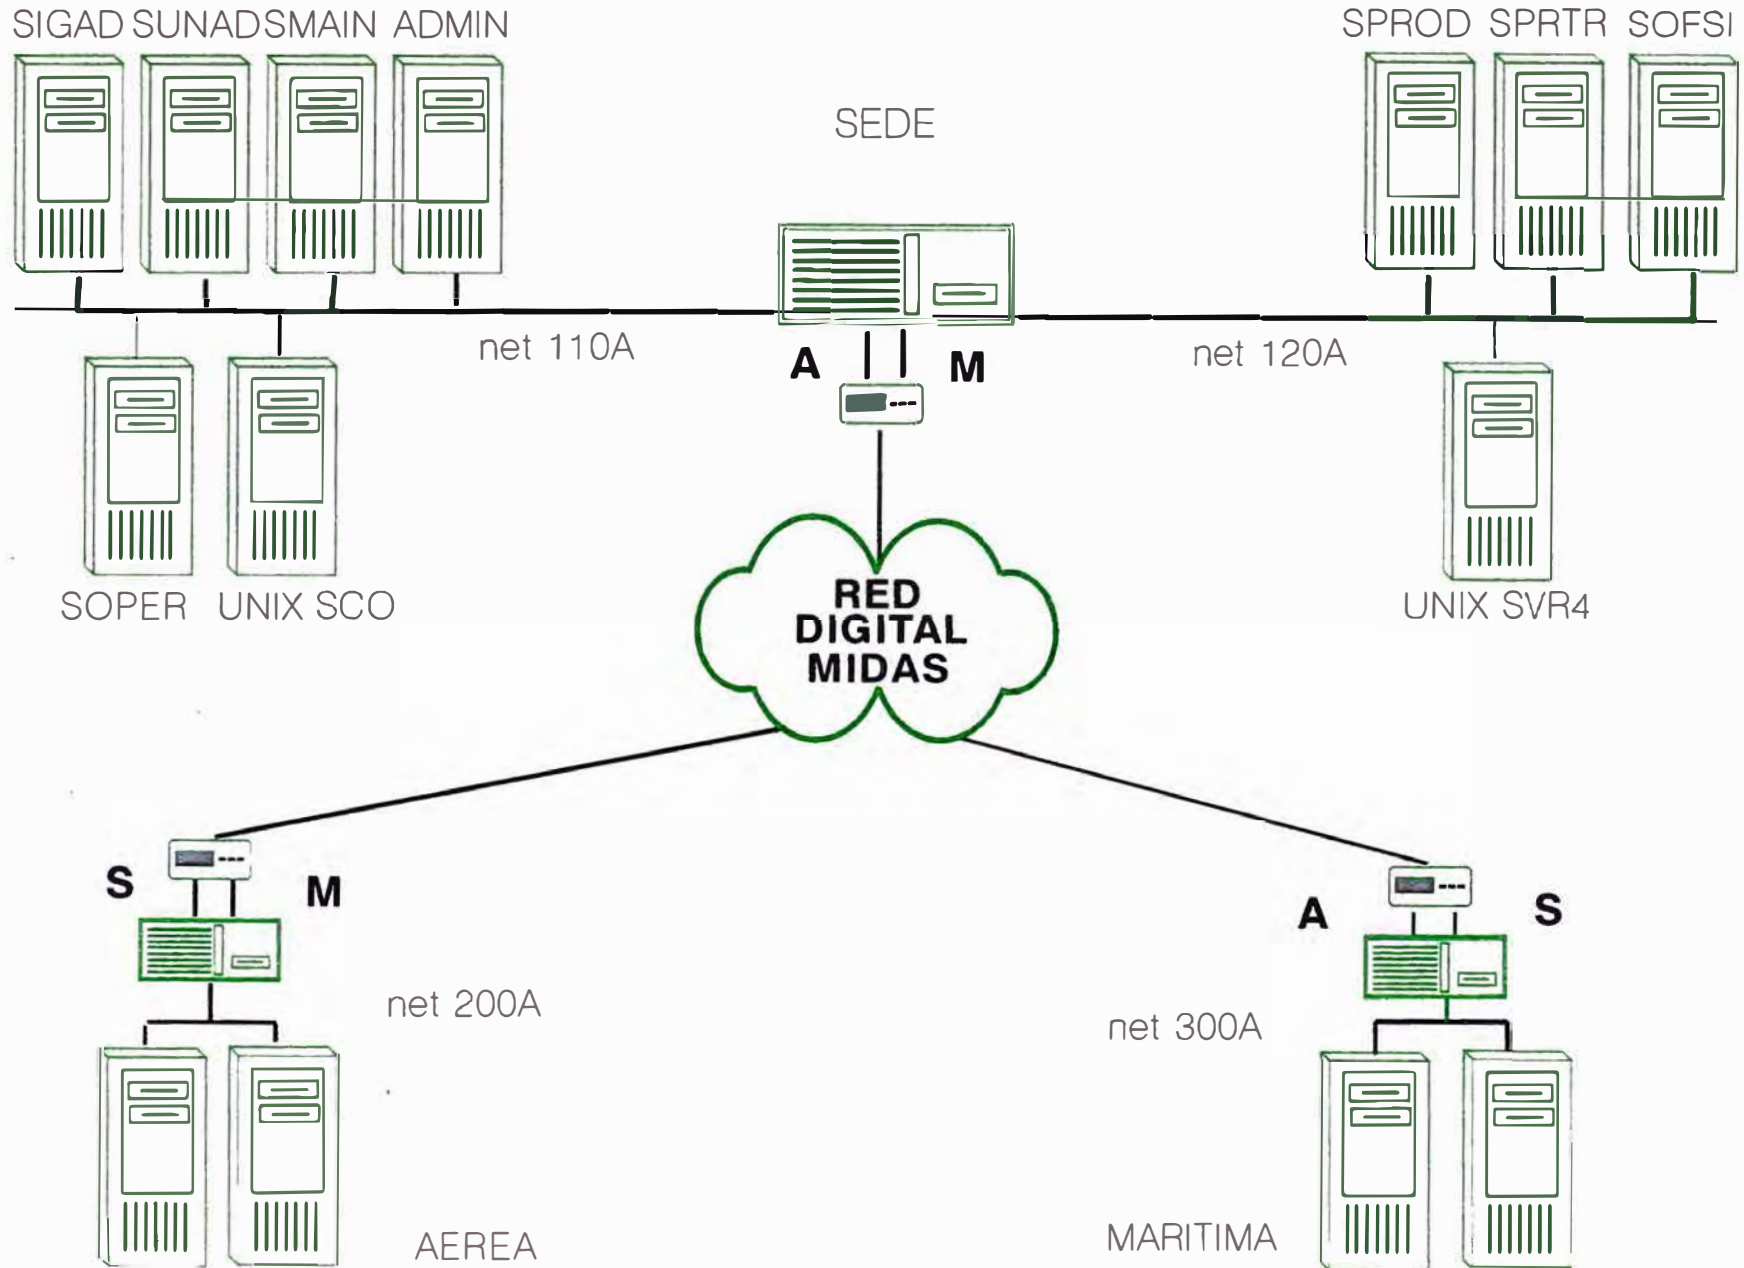 SIGAD SUNAD SMAIN ADMIN
SPROD SPRTR SOFSI
SEDE
net 110A
A M
net 120A
SOPER UNIX SCO
UNIX SVR4
RED
DIGITAL
MIDAS
S M
A S
net 200A
net 300A
AEREA
MARITIMA